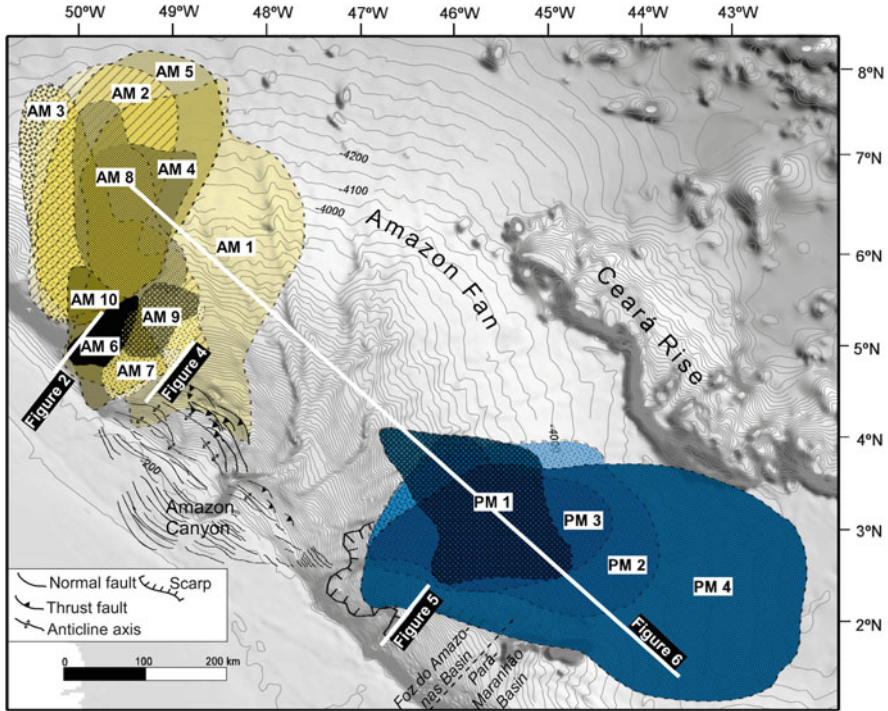 50ºW 49ºW 48ºW 47ºW 46ºW 45ºW 44ºW 43ºW
8ºN
7ºN
6ºN
5ºN
4ºN
3ºN
2ºN
AM 5
AM 2
AM 3
AM 4
AM 8
AM 1
AM 10
AM 9
AM 6
AM 7
Figure 2
Figure 4
-4200
-4100
-4000
Amazon Fan
Ceará Rise
-200
Amazon
Canyon
-4000
PM 1
PM 3
PM 2
PM 4
Figure 5
Figure 6
Foz do Amazo-
nas Basin
Pará-
Maranhão
Basin
Normal fault
Scarp
Thrust fault
Anticline axis
0 100 200 km